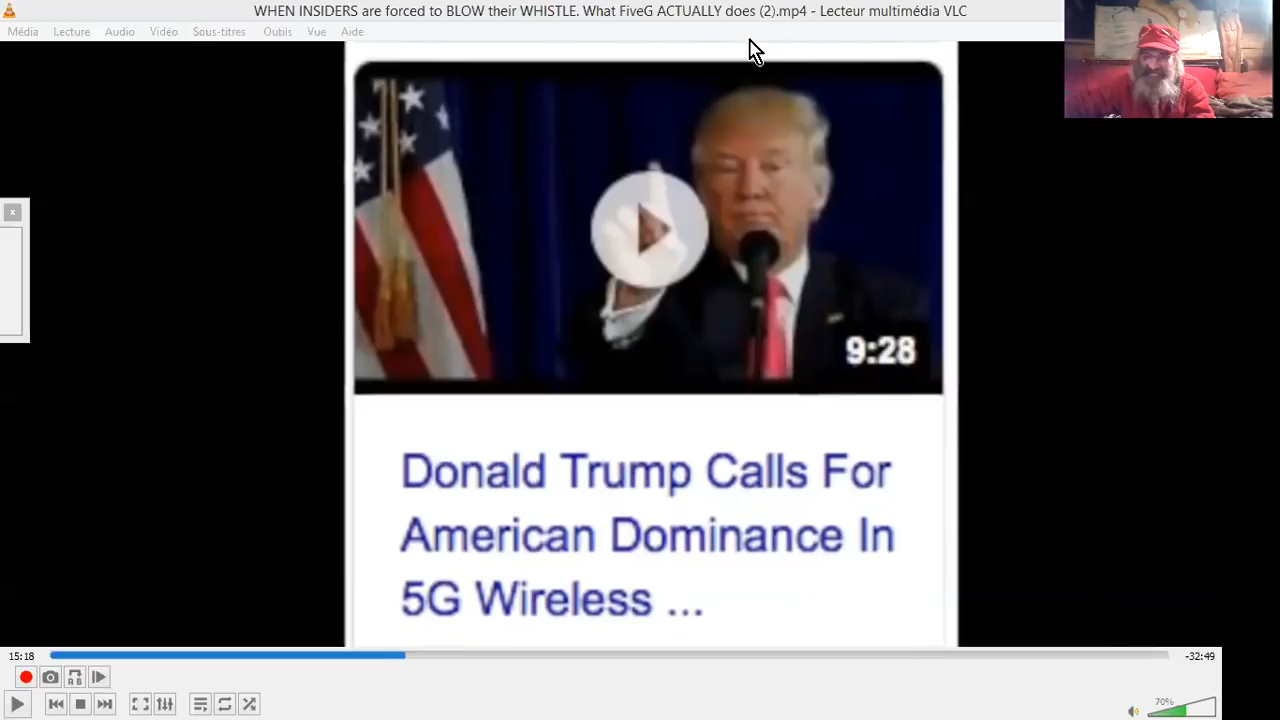 WHEN INSIDERS are forced to BLOW their WHISTLE. What FiveG ACTUALLY does (2).mp4 - Lecteur multimédia VLC
Média Lecture Audio Vidéo Sous-titres Outils Vue Aide
x
9:28
Donald Trump Calls For
American Dominance In
5G Wireless ...
15:18
-32:49
A B
70%